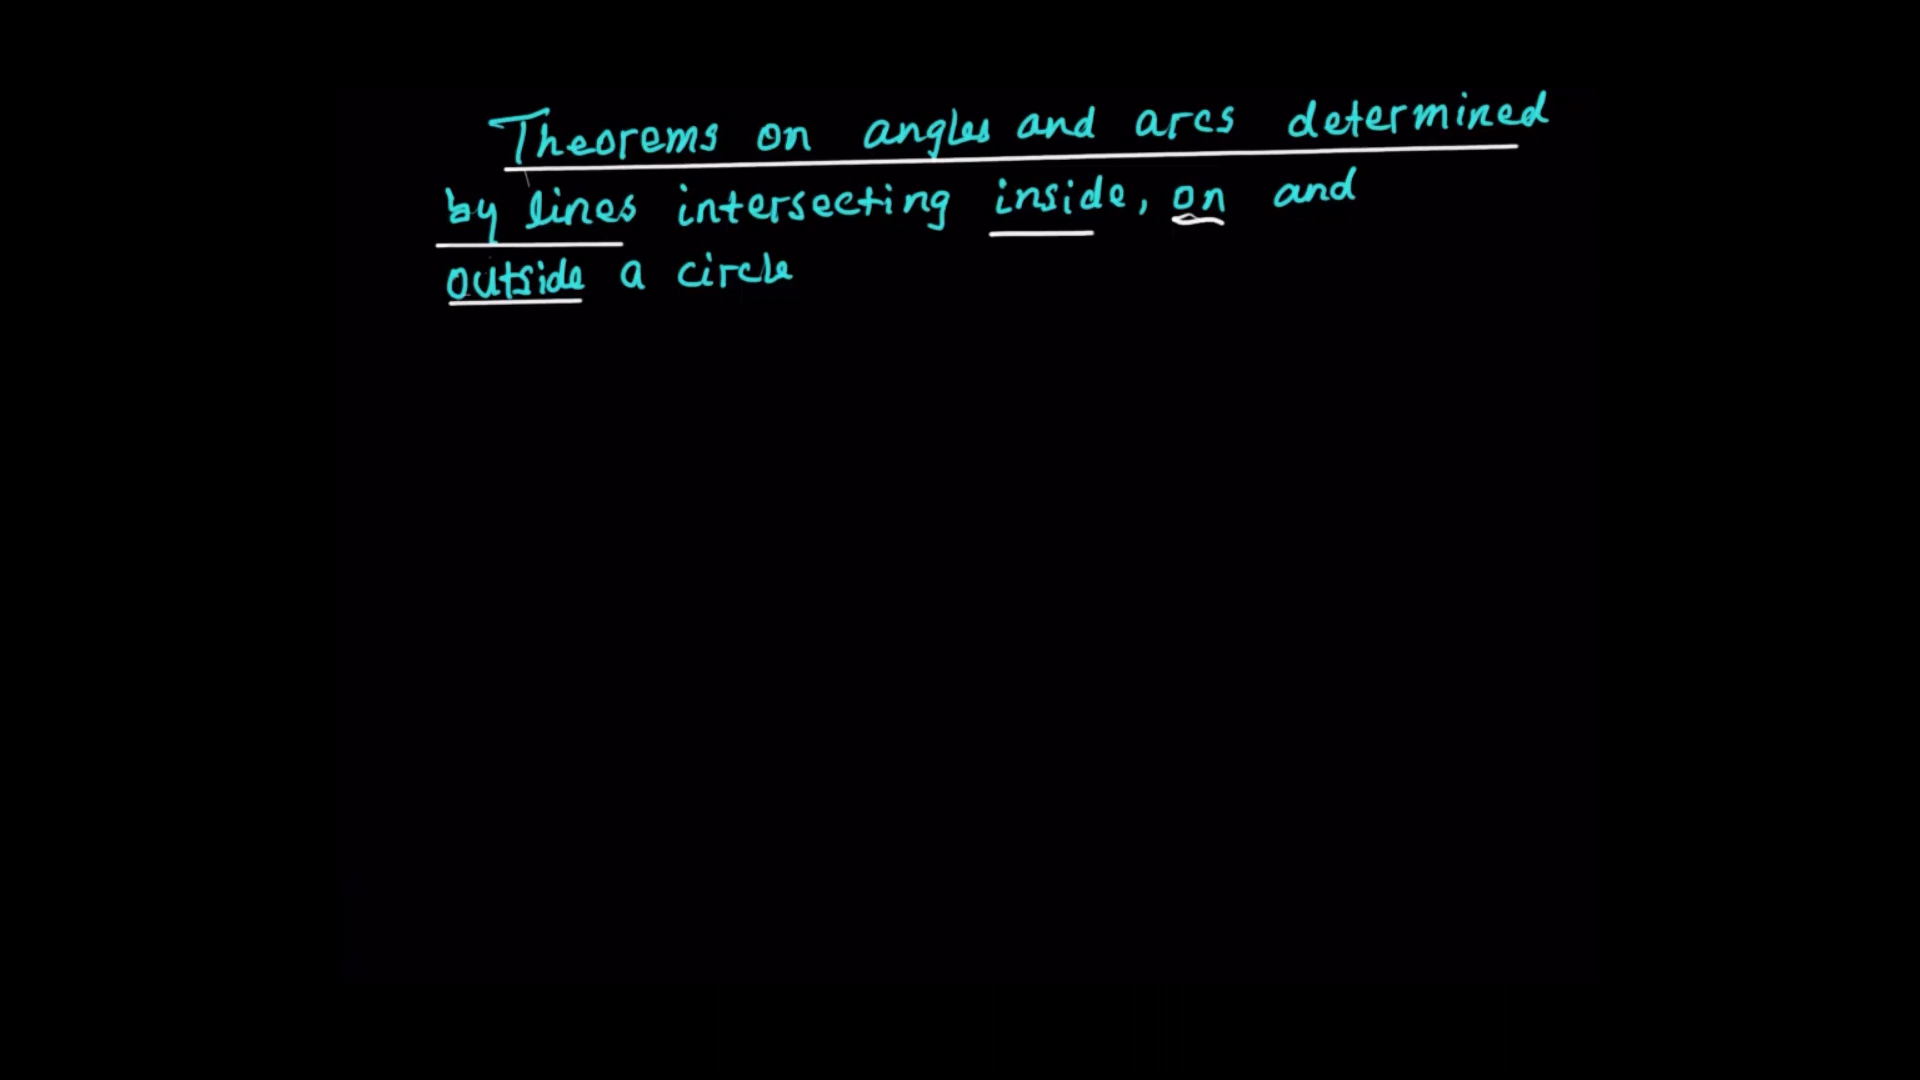 Theorems on angles and arcs determined
by lines intersecting inside, on and
outside a circle